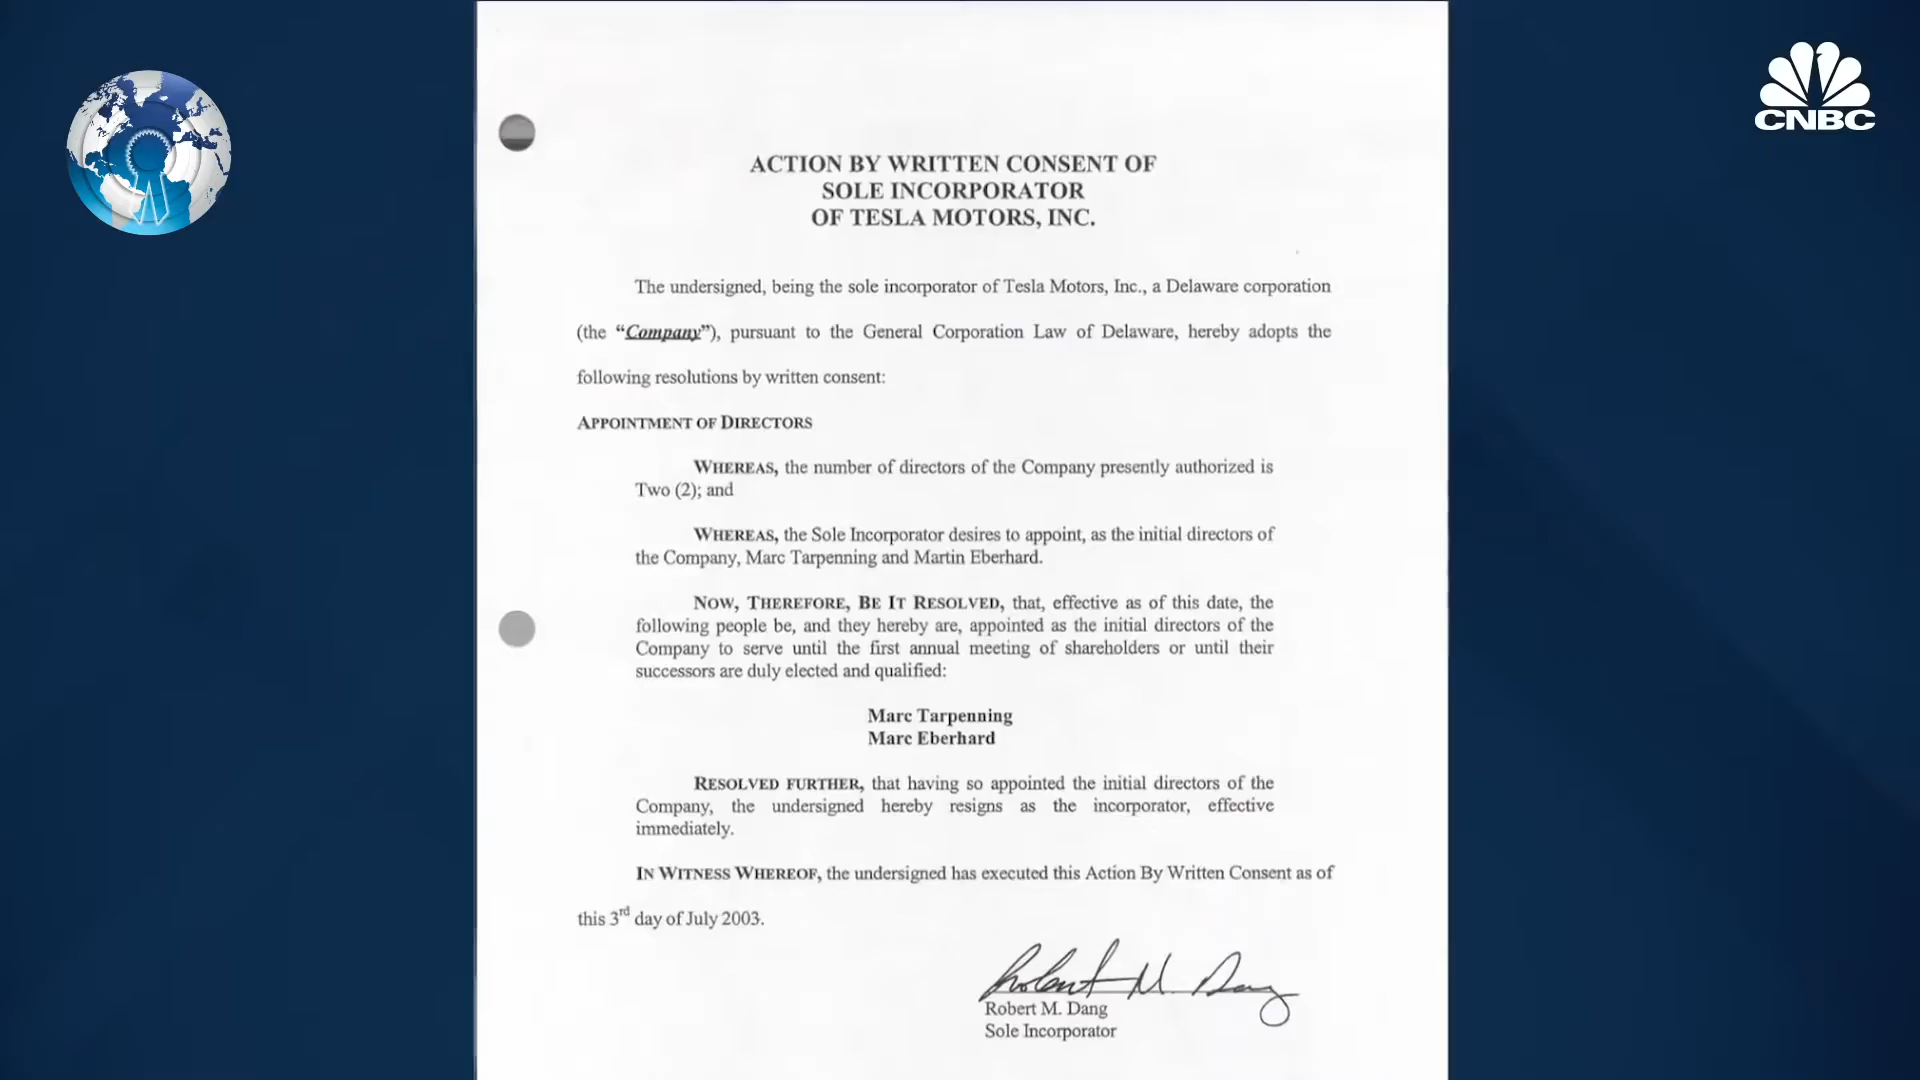 CNBC
ACTION BY WRITTEN CONSENT OF
SOLE INCORPORATOR
OF TESLA MOTORS, INC.
The undersigned, being the sole incorporator of Tesla Motors, Inc., a Delaware corporation
(the “Company”), pursuant to the General Corporation Law of Delaware, hereby adopts the
following resolutions by written consent:
APPOINTMENT OF DIRECTORS
WHEREAS, the number of directors of the Company presently authorized is
Two (2); and
WHEREAS, the Sole Incorporator desires to appoint, as the initial directors of
the Company, Marc Tarpenning and Martin Eberhard.
NOW, THEREFORE, BE IT RESOLVED, that, effective as of this date, the
following people be, and they hereby are, appointed as the initial directors of the
Company to serve until the first annual meeting of shareholders or until their
successors are duly elected and qualified:
Marc Tarpenning
Marc Eberhard
RESOLVED FURTHER, that having so appointed the initial directors of the
Company, the undersigned hereby resigns as the incorporator, effective
immediately.
IN WITNESS WHEREOF, the undersigned has executed this Action By Written Consent as of
this 3rd day of July 2003.
Robert M. Dang
Robert M. Dang
Sole Incorporator